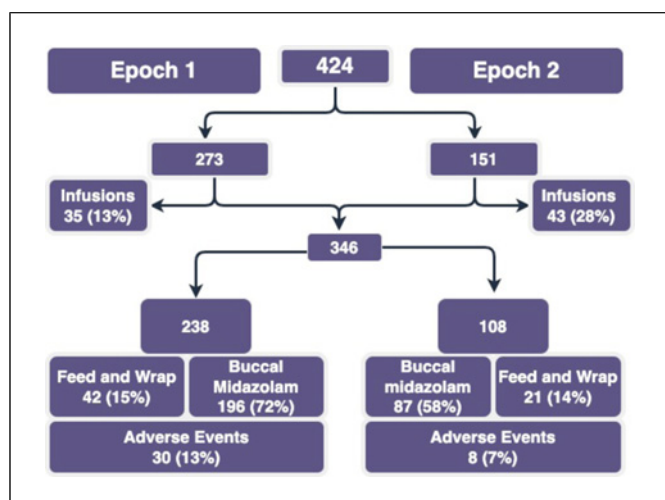 Epoch 1
424
Epoch 2
273
151
Infusions
35 (13%)
Infusions
43 (28%)
346
238
108
Feed and Wrap
42 (15%)
Buccal
Midazolam
196 (72%)
Buccal
midazolam
87 (58%)
Feed and Wrap
21 (14%)
Adverse Events
30 (13%)
Adverse Events
8 (7%)